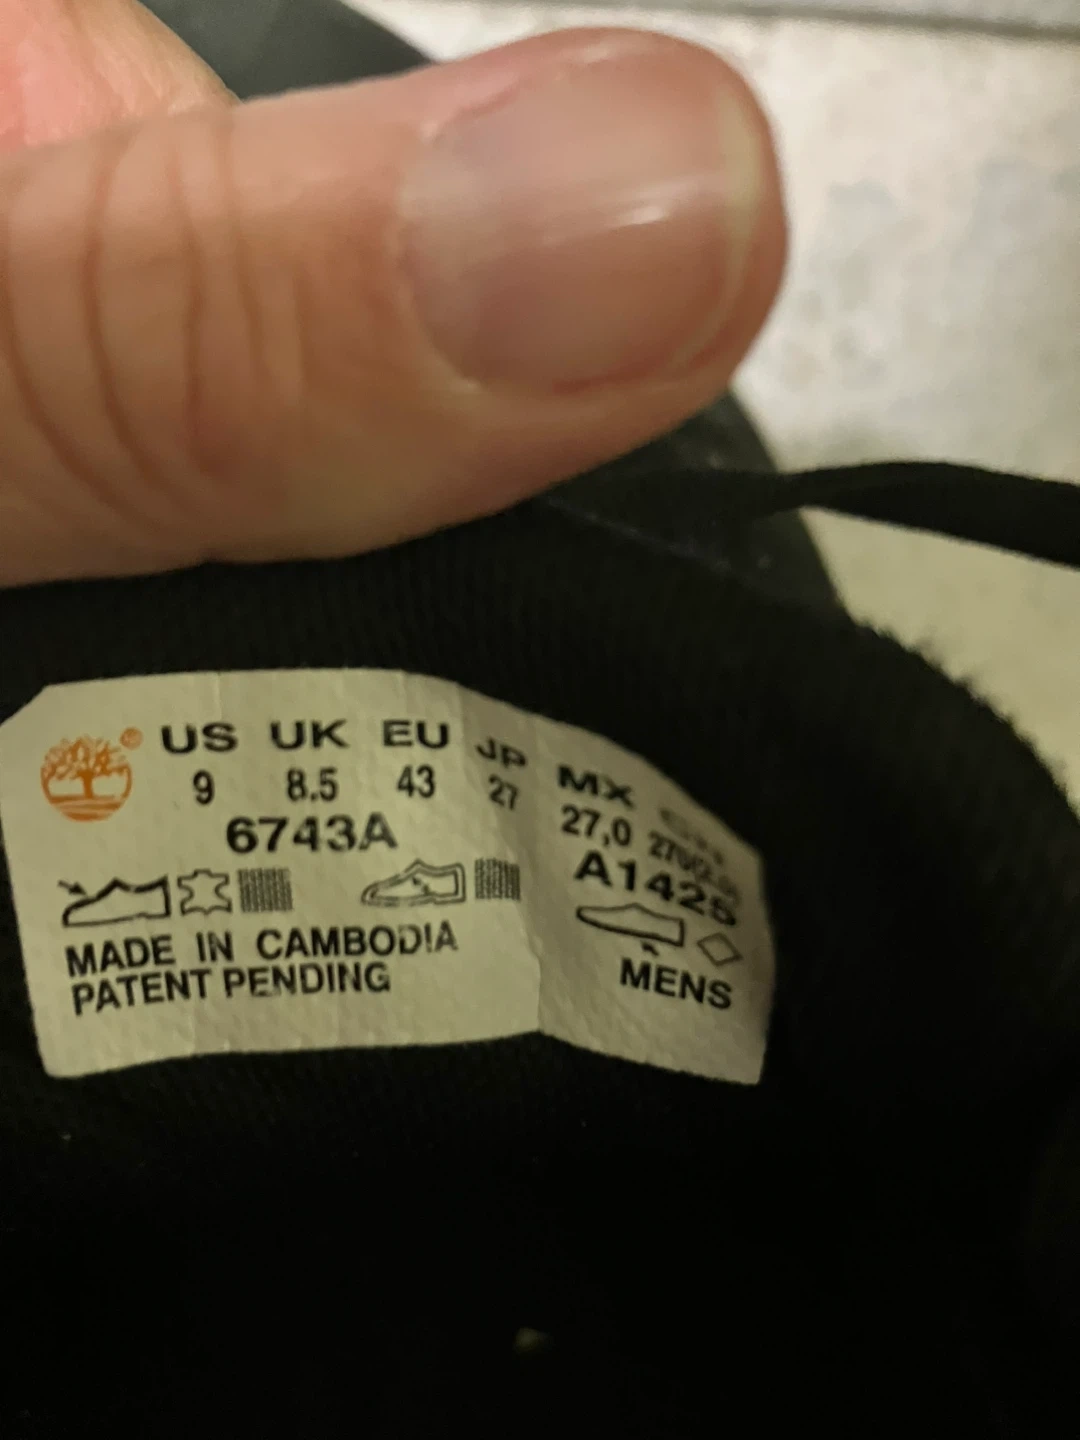 ® US UK EU JP MX
9 8.5 43 27 27,0
6743A A1425
MADE IN CAMBODIA
PATENT PENDING MENS